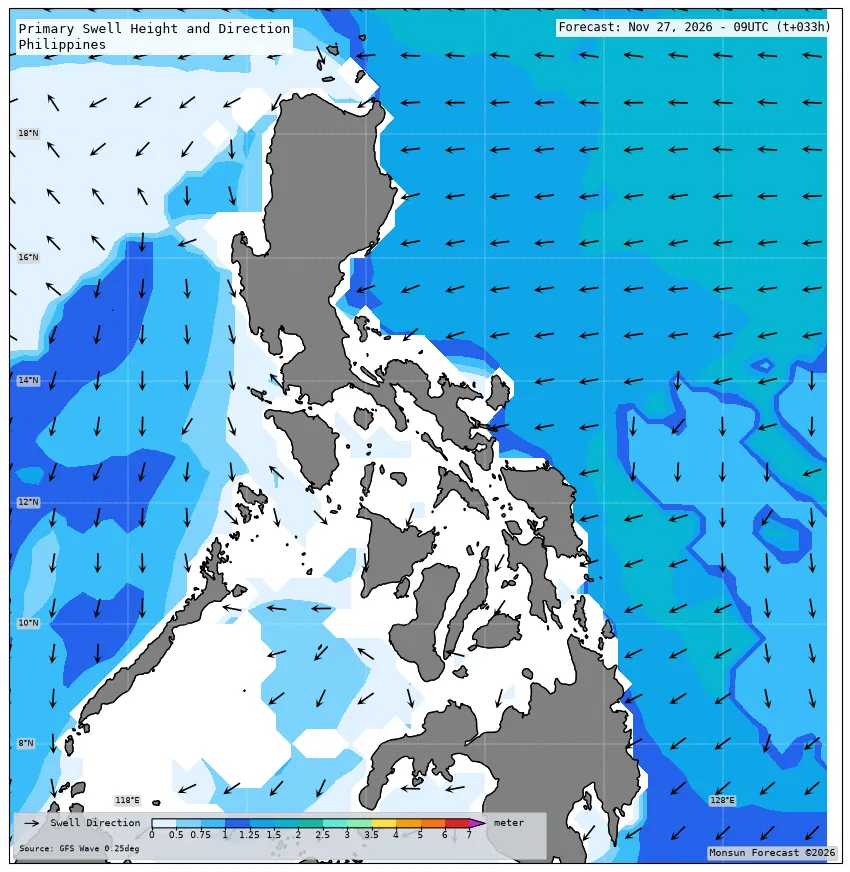 Primary Swell Height and Direction
Philippines
Forecast: Nov 27, 2026 - 09UTC (t+033h)
18°N
16°N
14°N
12°N
10°N
8°N
118°E
128°E
Swell Direction
0 0.5 0.75 1 1.25 1.5 2 2.5 3 3.5 4 5 6 7
meter
Source: GFS Wave 0.25deg
Monsun Forecast ©2026